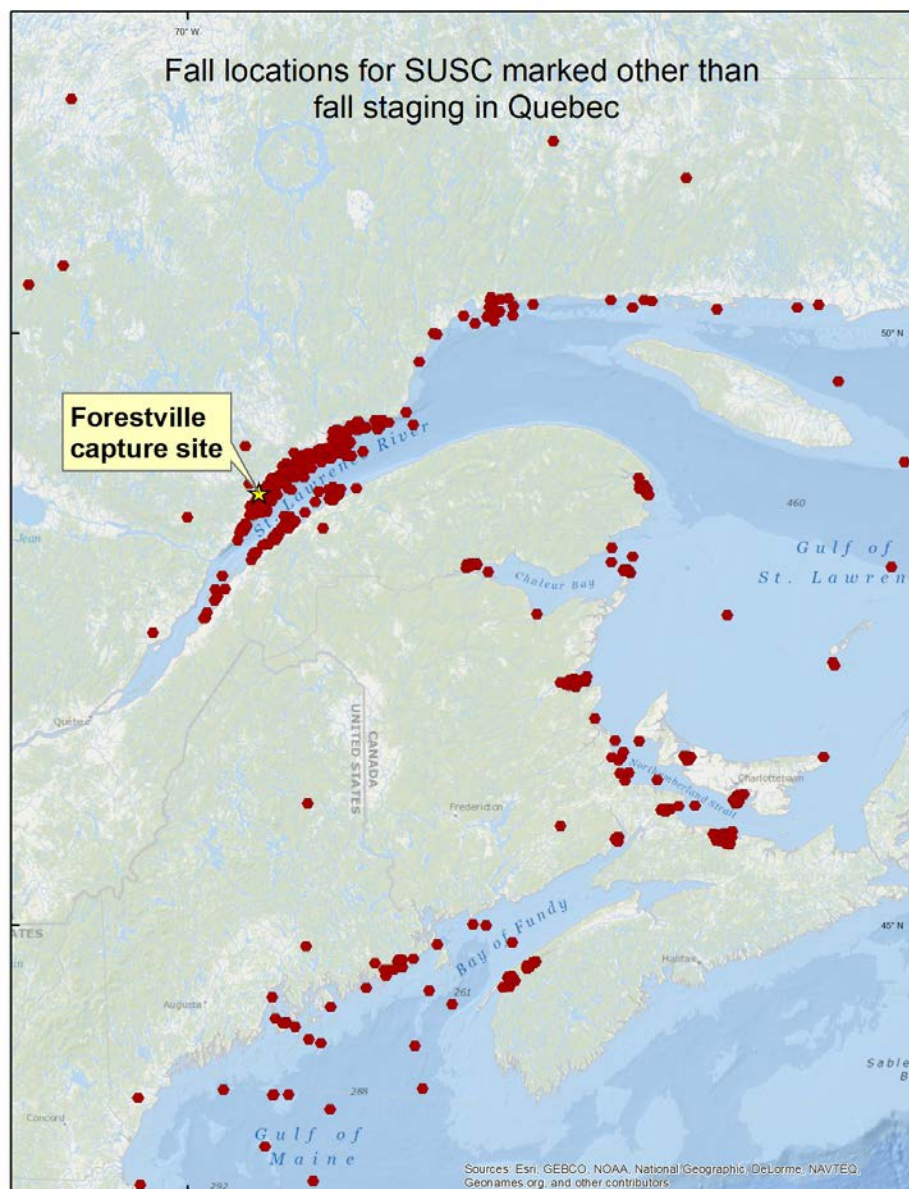 70° W
Fall locations for SUSC marked other than
fall staging in Quebec
50° N
Forestville
capture site
St. Lawrence River
460
Gulf of
St. Lawren
Jean
Chaleur Bay
Québec
CANADA
UNITED STATES
Northumberland Strait
Charlottetown
Fredericton
45° N
ATES
Bay of Fundy
Halifax
261
Augusta
Sable
B
288
Concord
Gulf of
Maine
292
Sources: Esri, GEBCO, NOAA, National Geographic, DeLorme, NAVTEQ,
Geonames.org, and other contributors